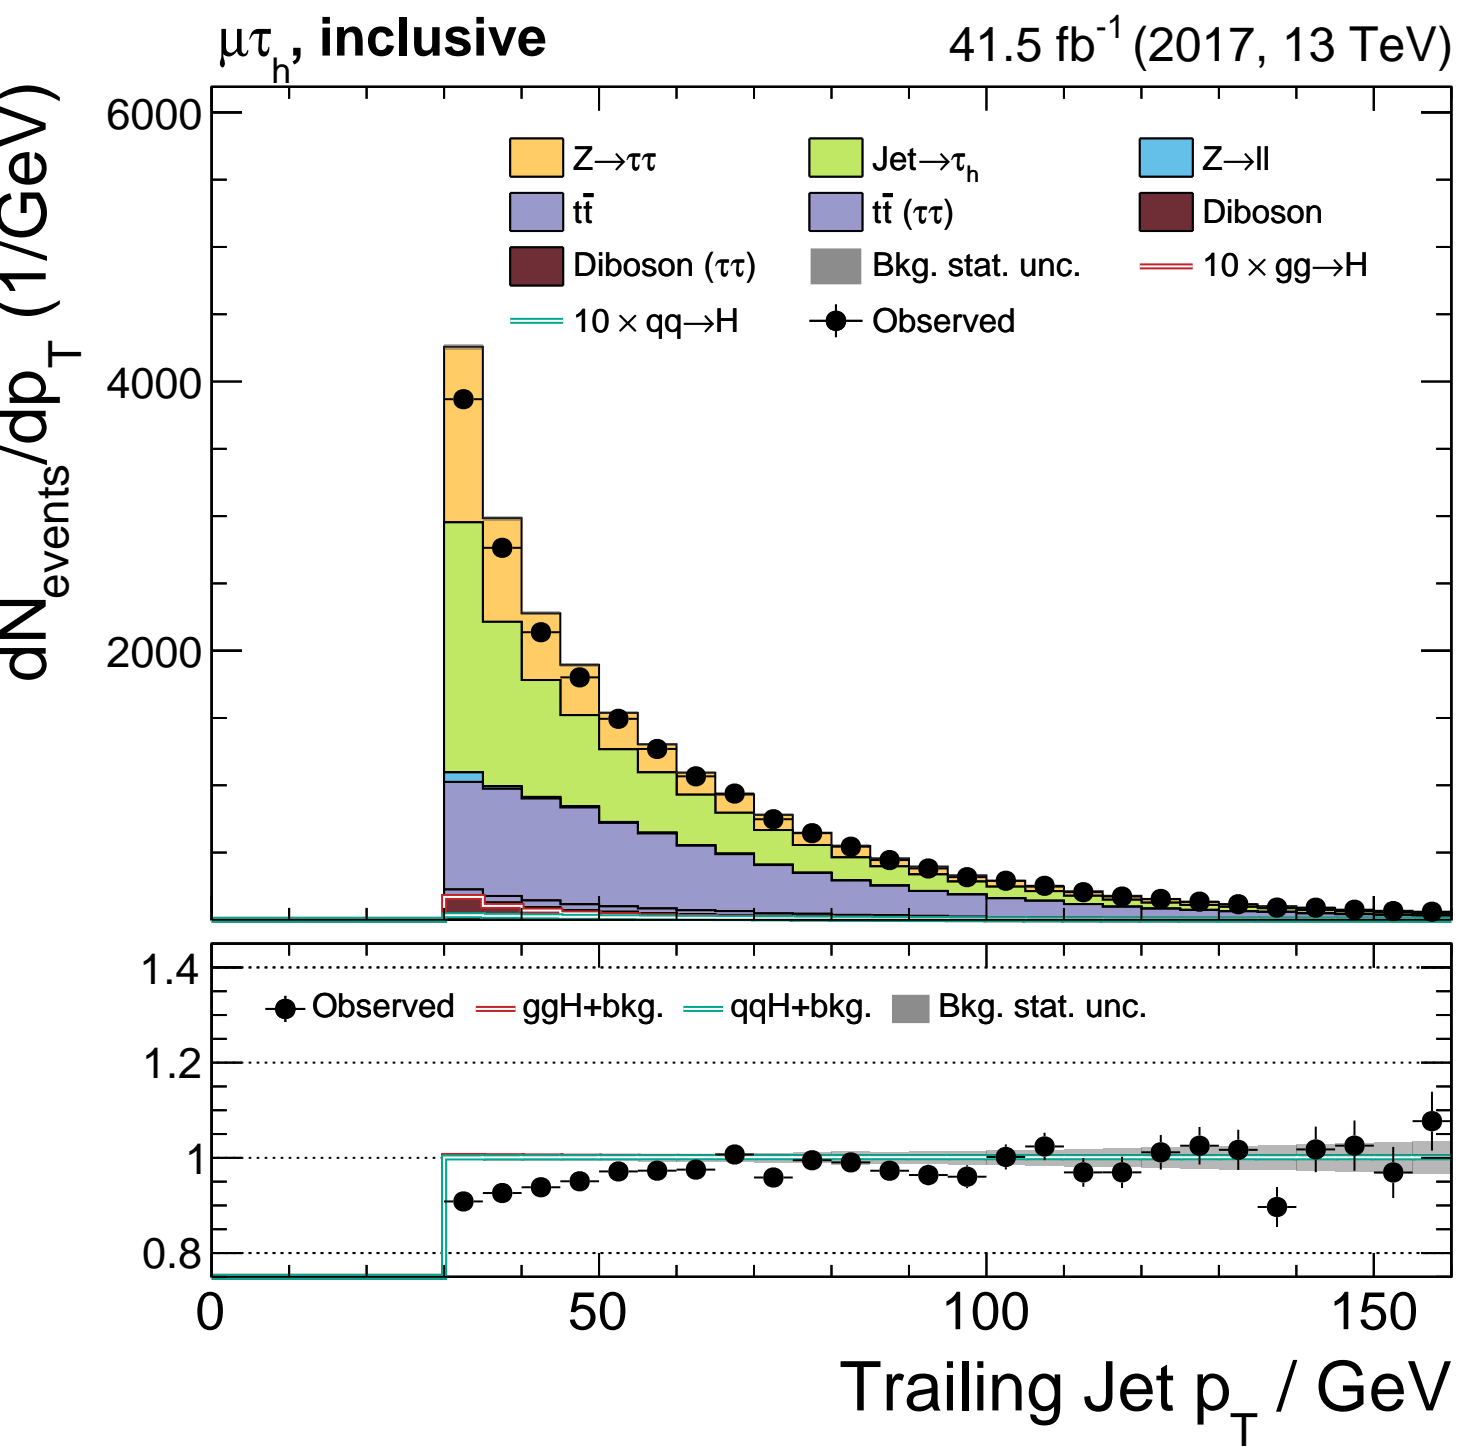 μτh, inclusive 41.5 fb-1 (2017, 13 TeV)
dNevents/dpT (1/GeV)
6000
4000
2000
Z→ττ Jet→τh Z→ll
tt̄ tt̄ (ττ) Diboson
Diboson (ττ) Bkg. stat. unc. 10 × gg→H
10 × qq→H Observed
1.4
1.2
1
0.8
Observed ggH+bkg. qqH+bkg. Bkg. stat. unc.
0 50 100 150
Trailing Jet pT / GeV